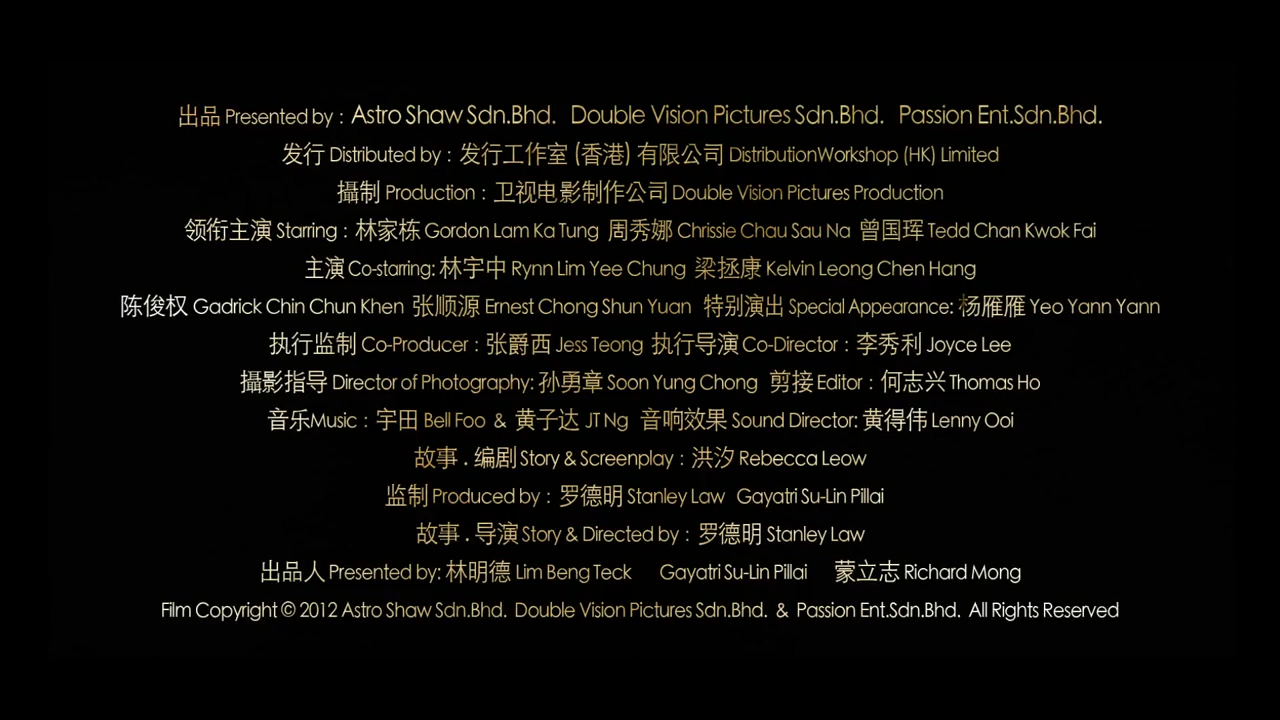 出品 Presented by : Astro Shaw Sdn.Bhd. Double Vision Pictures Sdn.Bhd. Passion Ent.Sdn.Bhd.
发行 Distributed by : 发行工作室 (香港) 有限公司 DistributionWorkshop (HK) Limited
攝制 Production : 卫视电影制作公司 Double Vision Pictures Production
领衔主演 Starring : 林家栋 Gordon Lam Ka Tung 周秀娜 Chrissie Chau Sau Na 曾国珲 Tedd Chan Kwok Fai
主演 Co-starring: 林宇中 Rynn Lim Yee Chung 梁拯康 Kelvin Leong Chen Hang
陈俊权 Gadrick Chin Chun Khen 张顺源 Ernest Chong Shun Yuan 特别演出 Special Appearance: 杨雁雁 Yeo Yann Yann
执行监制 Co-Producer : 张爵西 Jess Teong 执行导演 Co-Director : 李秀利 Joyce Lee
攝影指导 Director of Photography: 孙勇章 Soon Yung Chong 剪接 Editor : 何志兴 Thomas Ho
音乐Music : 宇田 Bell Foo & 黄子达 JT Ng 音响效果 Sound Director: 黄得伟 Lenny Ooi
故事 . 编剧 Story & Screenplay : 洪汐 Rebecca Leow
监制 Produced by : 罗德明 Stanley Law Gayatri Su-Lin Pillai
故事 . 导演 Story & Directed by : 罗德明 Stanley Law
出品人 Presented by: 林明德 Lim Beng Teck Gayatri Su-Lin Pillai 蒙立志 Richard Mong
Film Copyright © 2012 Astro Shaw Sdn.Bhd. Double Vision Pictures Sdn.Bhd. & Passion Ent.Sdn.Bhd. All Rights Reserved